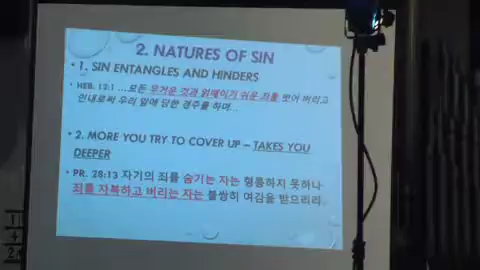 2. NATURES OF SIN
• 1. SIN ENTANGLES AND HINDERS
• HEB. 12:1 ...모든 무거운 것과 얽매이기 쉬운 죄를 벗어 버리고
인내로써 우리 앞에 당한 경주를 하며...
• 2. MORE YOU TRY TO COVER UP – TAKES YOU
DEEPER
• PR. 28:13 자기의 죄를 숨기는 자는 형통하지 못하나
죄를 자복하고 버리는 자는 불쌍히 여김을 받으리라
1
4
2